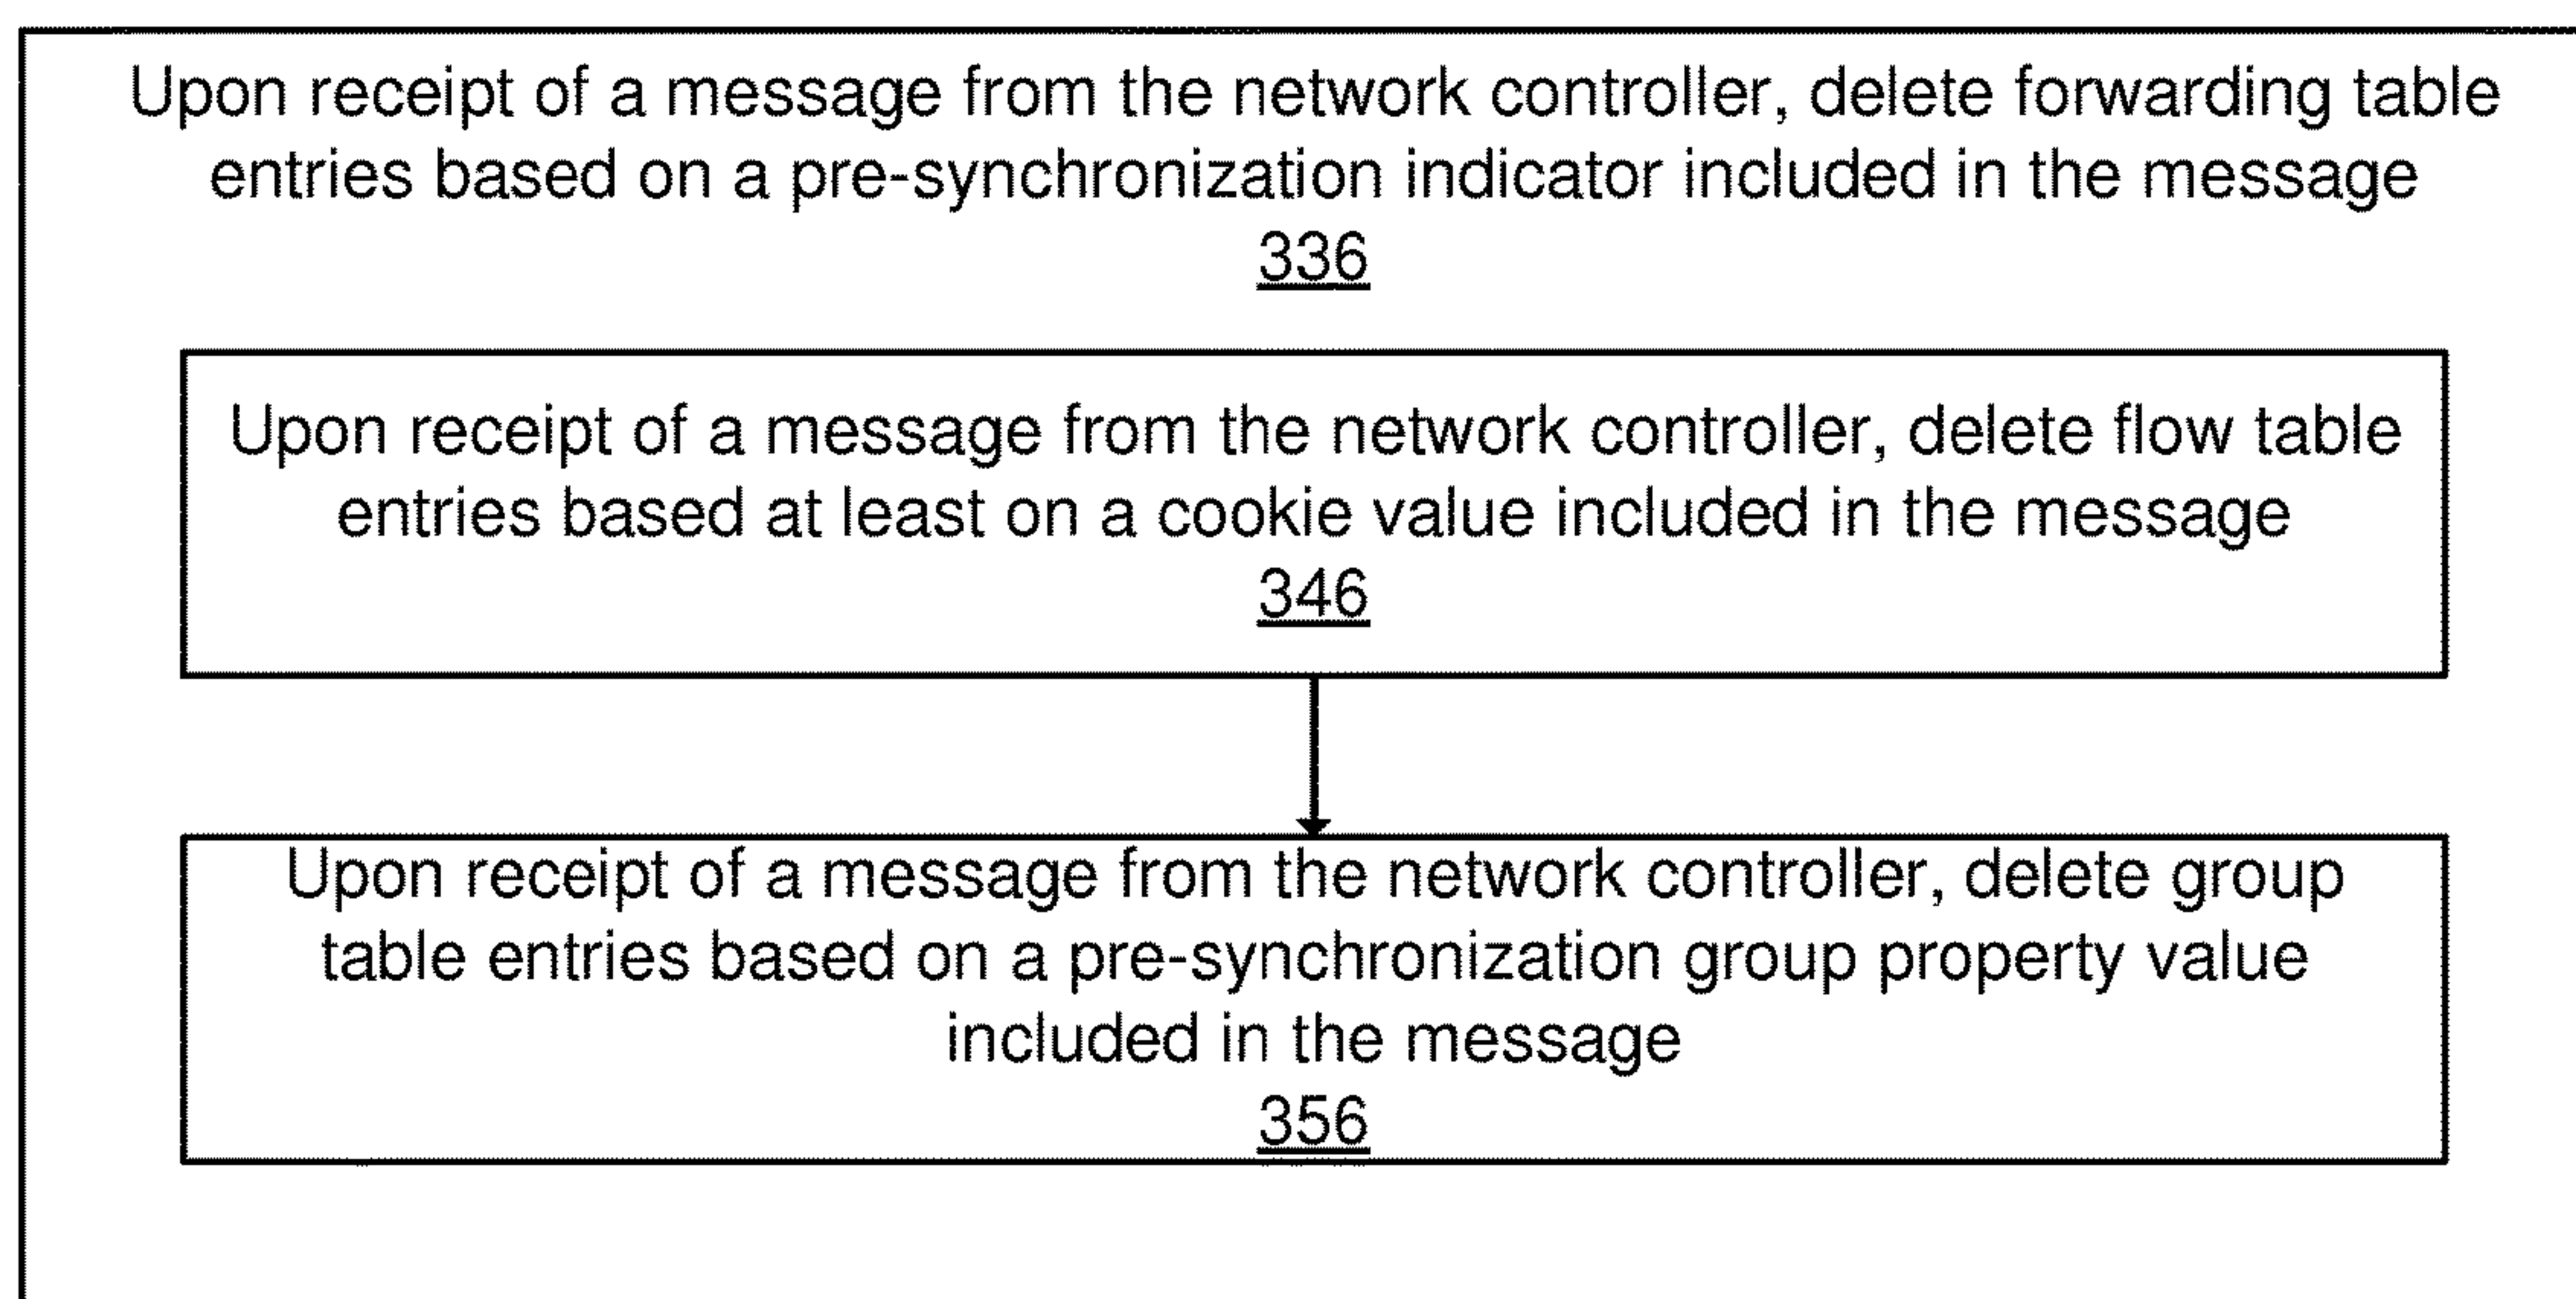 Upon receipt of a message from the network controller, delete forwarding table
entries based on a pre-synchronization indicator included in the message
336
Upon receipt of a message from the network controller, delete flow table
entries based at least on a cookie value included in the message
346
Upon receipt of a message from the network controller, delete group
table entries based on a pre-synchronization group property value
included in the message
356